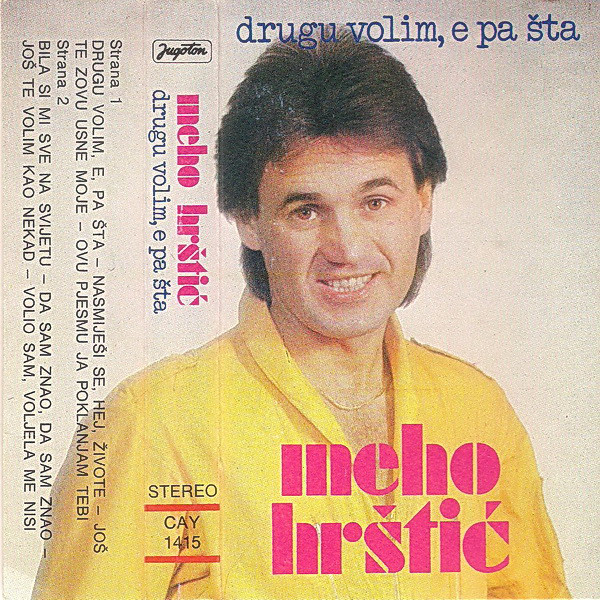 Strana 1
DRUGU VOLIM, E, PA ŠTA – NASMIJEŠI SE, HEJ, ŽIVOTE – JOŠ
TE ZOVU USNE MOJE – OVU PJESMU JA POKLANJAM TEBI
Strana 2
BILA SI MI SVE NA SVIJETU – DA SAM ZNAO, DA SAM ZNAO –
JOŠ TE VOLIM KAO NEKAD – VOLIO SAM, VOLJELA ME NISI
Jugoton
meho hrštić
drugu volim, e pa šta
STEREO
CAY
1415
drugu volim, e pa šta
meho
hrštić